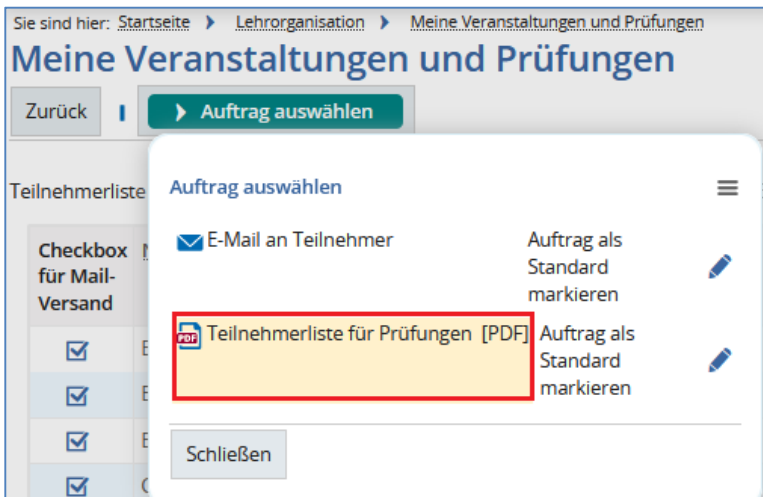 Sie sind hier: Startseite Lehrorganisation Meine Veranstaltungen und Prüfungen
Meine Veranstaltungen und Prüfungen
Zurück Auftrag auswählen
Teilnehmerliste
Auftrag auswählen
Checkbox
für Mail-
Versand
E-Mail an Teilnehmer
Auftrag als
Standard
markieren
PDF Teilnehmerliste für Prüfungen [PDF]
Auftrag als
Standard
markieren
Schließen